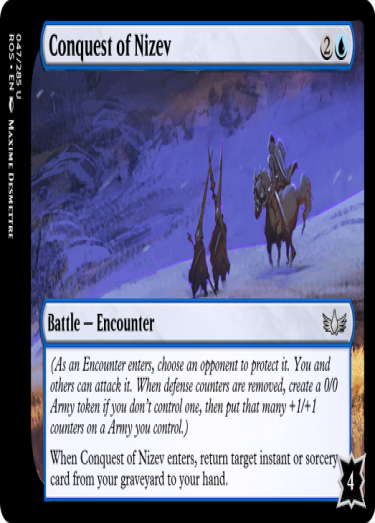 Conquest of Nizev 2
Battle — Encounter
(As an Encounter enters, choose an opponent to protect it. You and
others can attack it. When defense counters are removed, create a 0/0
Army token if you don't control one, then put that many +1/+1
counters on a Army you control.)
When Conquest of Nizev enters, return target instant or sorcery
card from your graveyard to your hand.
4
047/285 U
ROS • EN Maxime Desmettre